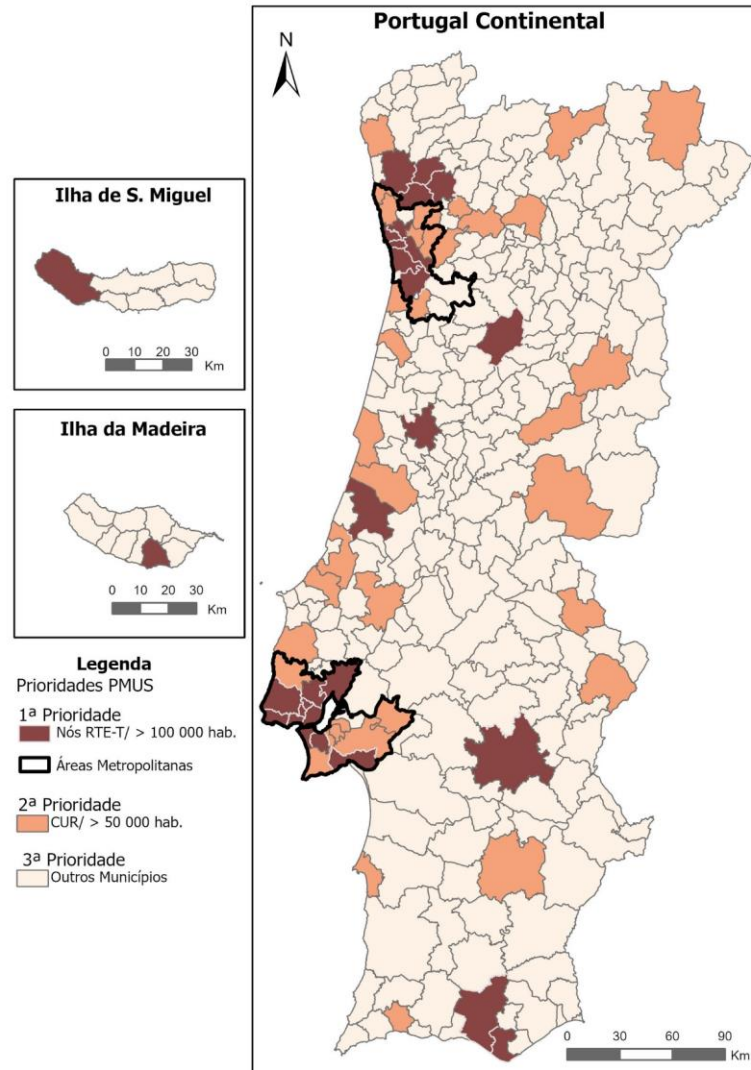 Portugal Continental
N
Ilha de S. Miguel
0 10 20 30
Km
Ilha da Madeira
0 10 20 30
Km
Legenda
Prioridades PMUS
1ª Prioridade
Nós RTE-T/ > 100 000 hab.
Áreas Metropolitanas
2ª Prioridade
CUR/ > 50 000 hab.
3ª Prioridade
Outros Municípios
0 30 60 90
Km